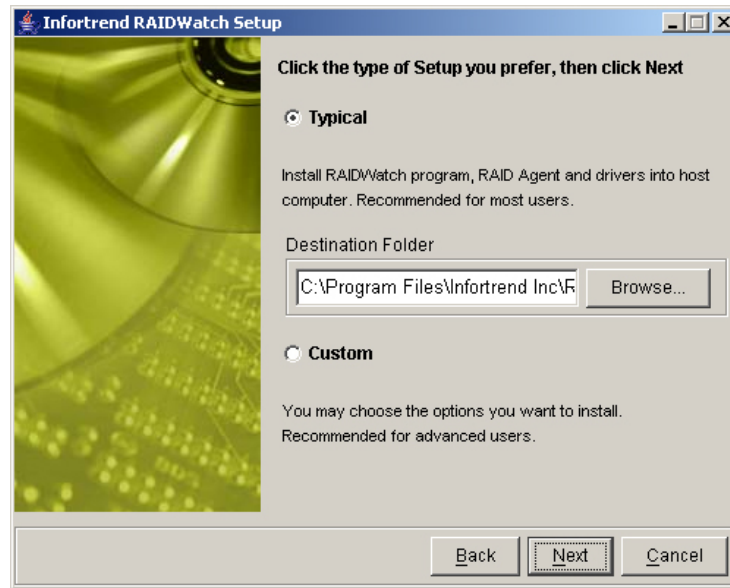 Infortrend RAIDWatch Setup
Click the type of Setup you prefer, then click Next
Typical
Install RAIDWatch program, RAID Agent and drivers into host
computer. Recommended for most users.
Destination Folder
C:\Program Files\Infortrend Inc\R
Browse...
Custom
You may choose the options you want to install.
Recommended for advanced users.
Back
Next
Cancel